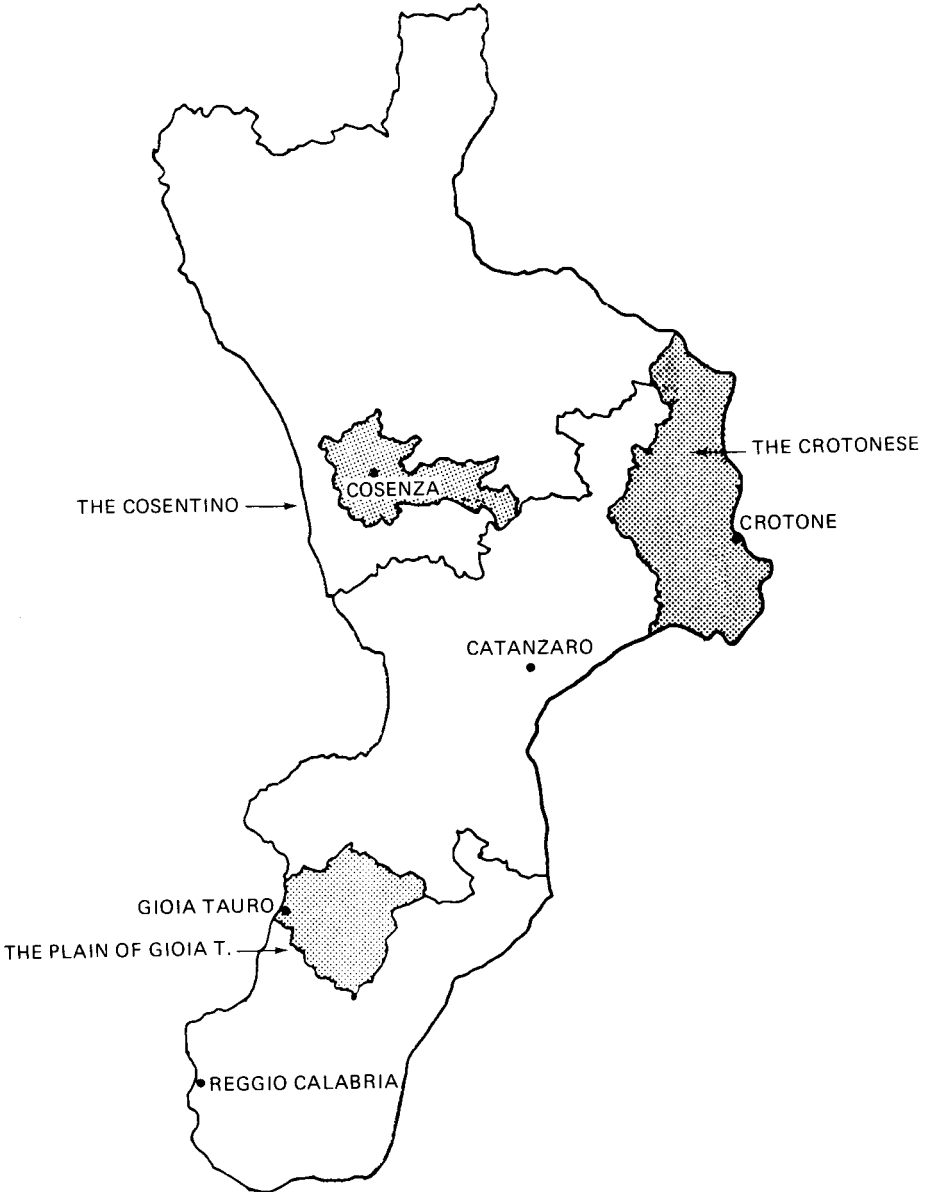 THE CROTONESE
COSENZA
THE COSENTINO
CROTONE
CATANZARO
GIOIA TAURO
THE PLAIN OF GIOIA T.
REGGIO CALABRIA